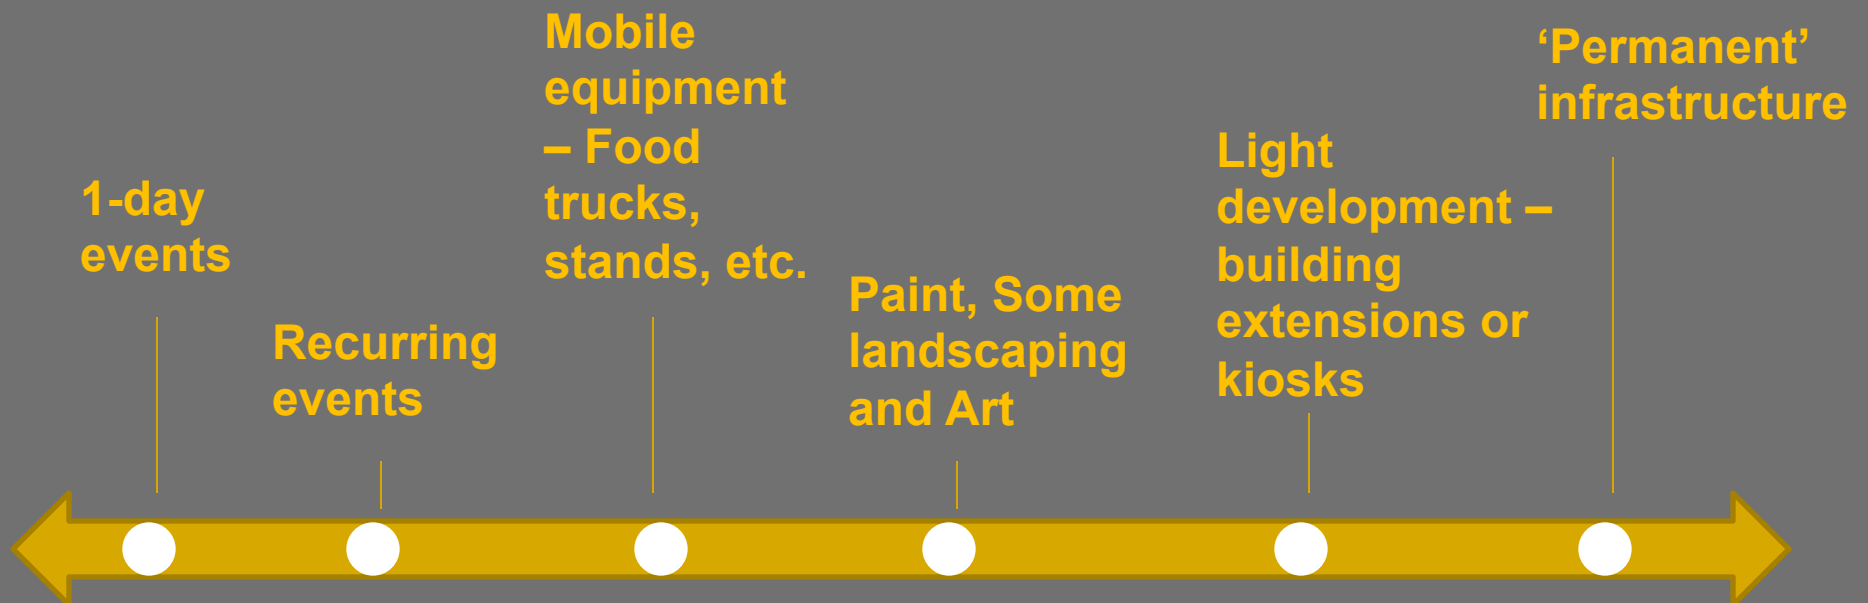 1-day
events
Recurring
events
Mobile
equipment
– Food
trucks,
stands, etc.
Paint, Some
landscaping
and Art
Light
development –
building
extensions or
kiosks
‘Permanent’
infrastructure